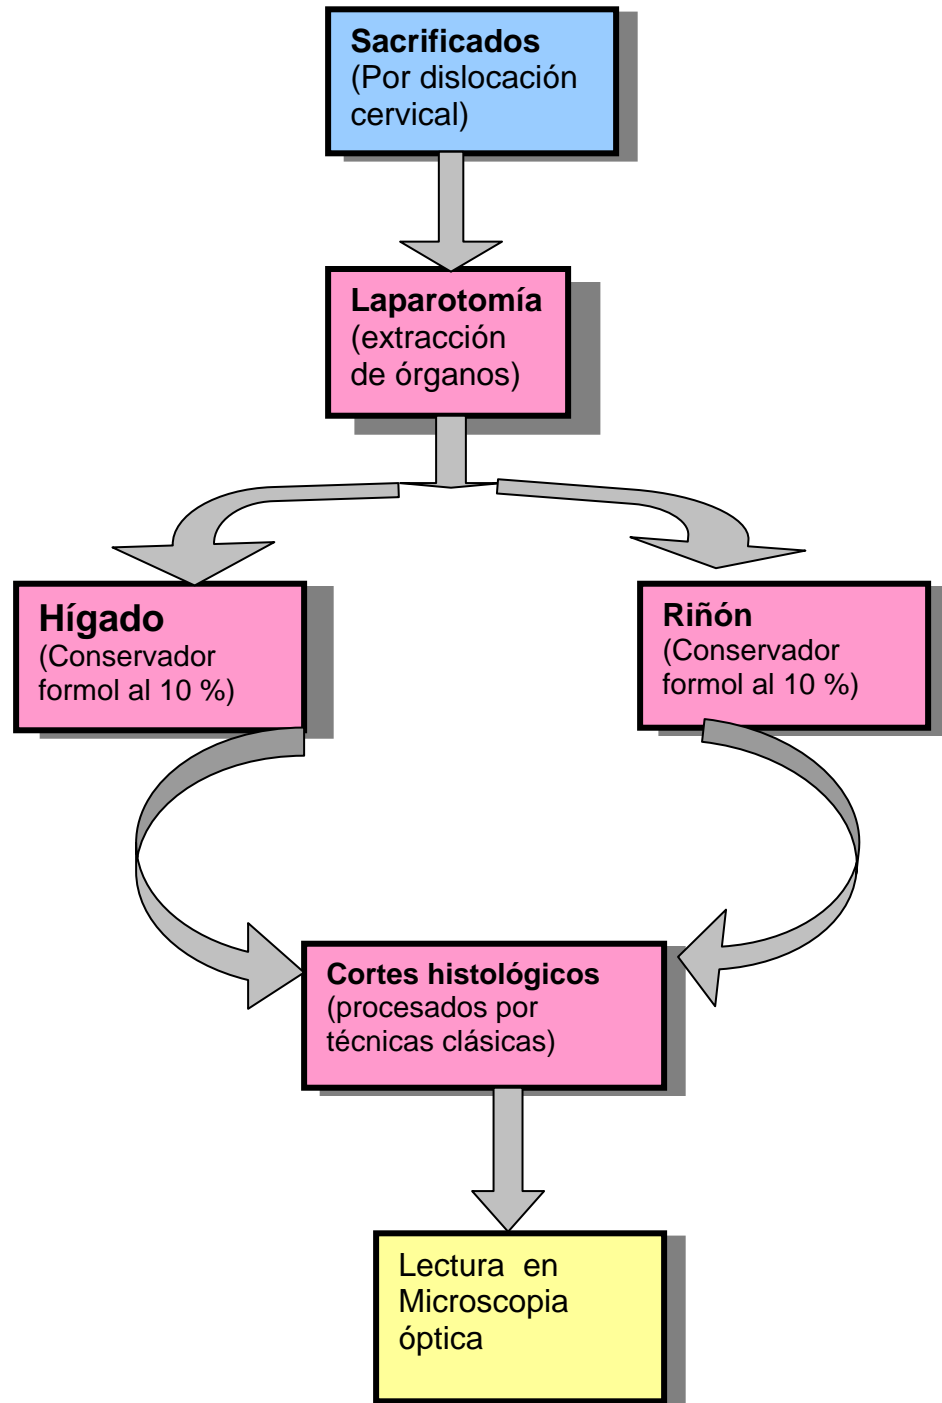 Sacrificados
(Por dislocación
cervical)
Laparotomía
(extracción
de órganos)
Hígado
(Conservador
formol al 10 %)
Riñón
(Conservador
formol al 10 %)
Cortes histológicos
(procesados por
técnicas clásicas)
Lectura en
Microscopia
óptica